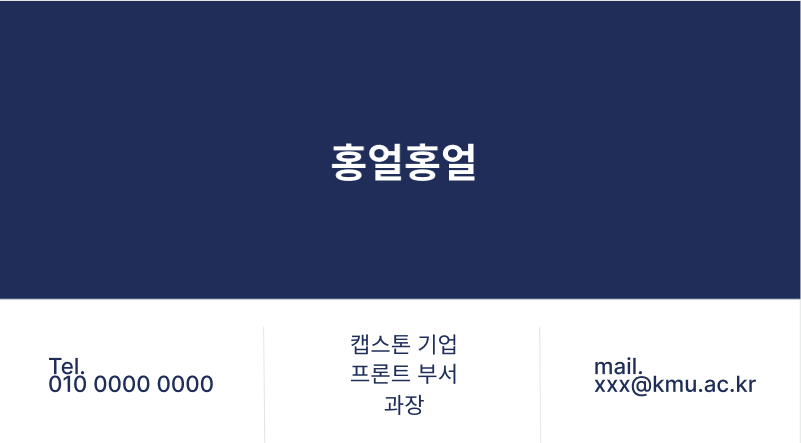 홍얼홍얼
Tel.
010 0000 0000
캡스톤 기업
프론트 부서
과장
mail.
xxx@kmu.ac.kr